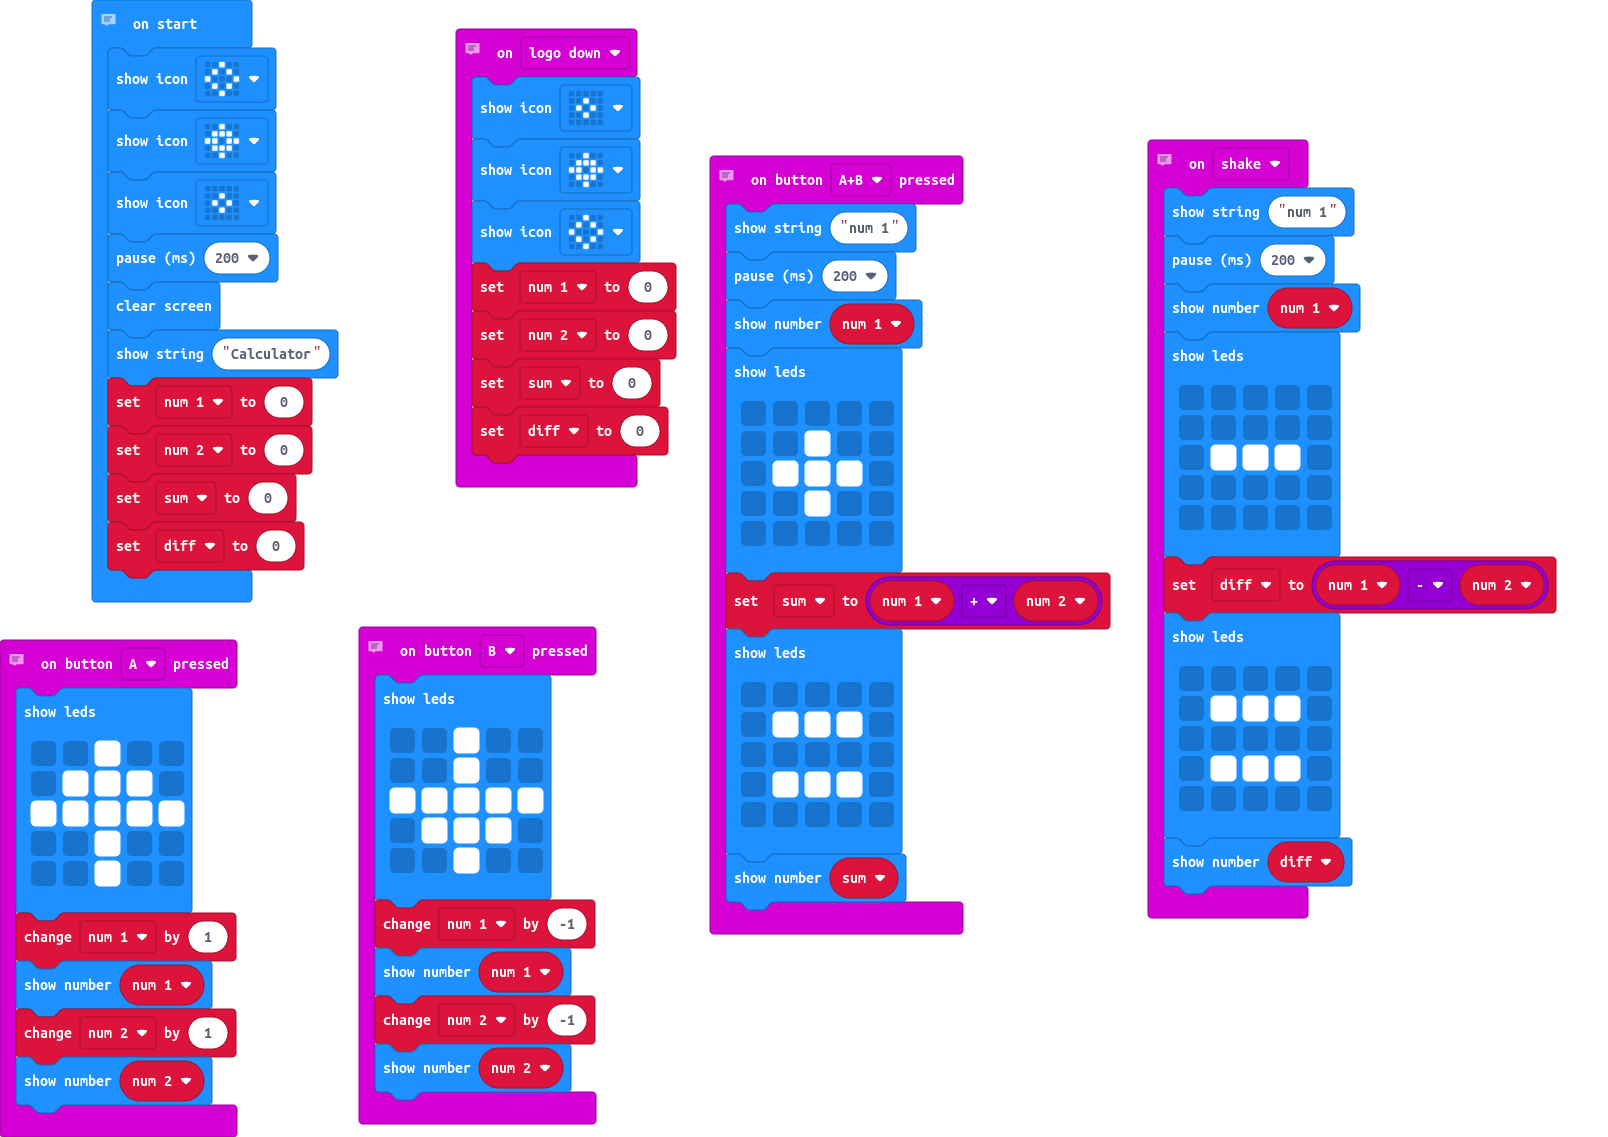 on start
show icon
show icon
show icon
pause (ms) 200
clear screen
show string "Calculator"
set num 1 to 0
set num 2 to 0
set sum to 0
set diff to 0
on logo down
show icon
show icon
show icon
set num 1 to 0
set num 2 to 0
set sum to 0
set diff to 0
on button A+B pressed
show string "num 1"
pause (ms) 200
show number num 1
show leds
set sum to num 1 + num 2
show leds
show number sum
on shake
show string "num 1"
pause (ms) 200
show number num 1
show leds
set diff to num 1 - num 2
show leds
show number diff
on button A pressed
show leds
change num 1 by 1
show number num 1
change num 2 by 1
show number num 2
on button B pressed
show leds
change num 1 by -1
show number num 1
change num 2 by -1
show number num 2